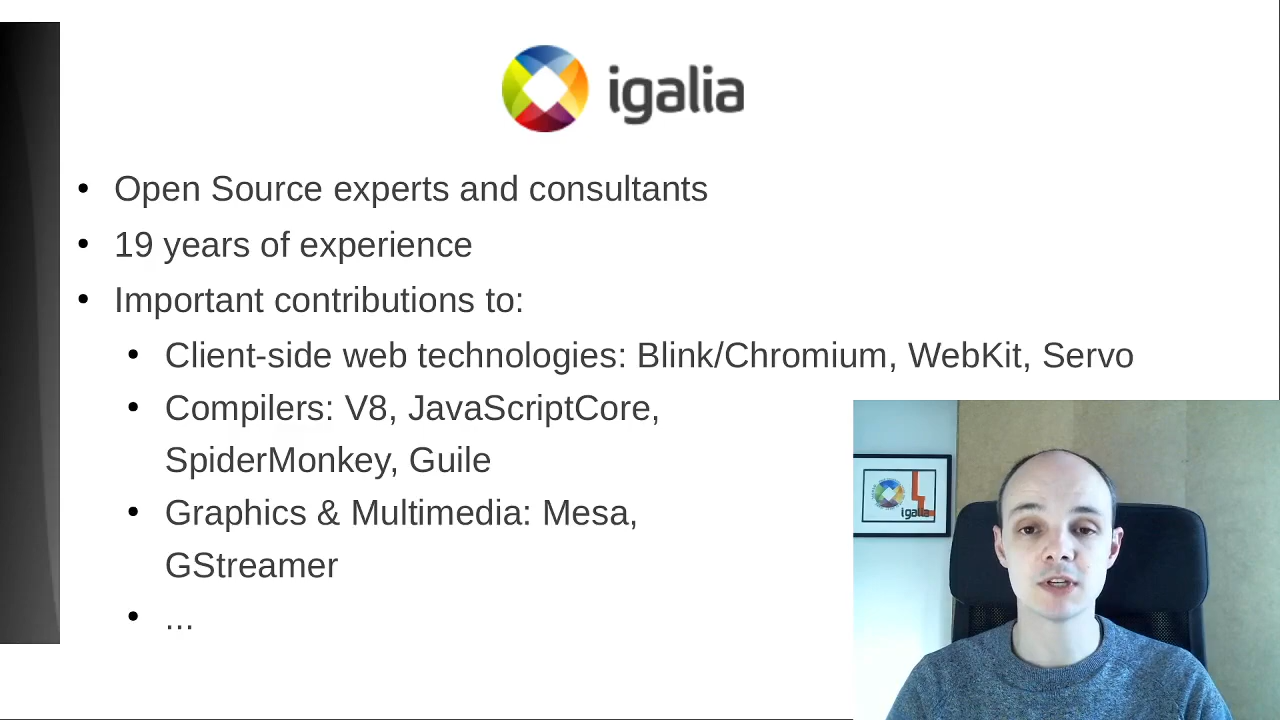 igalia
Open Source experts and consultants
19 years of experience
Important contributions to:
Client-side web technologies: Blink/Chromium, WebKit, Servo
Compilers: V8, JavaScriptCore,
SpiderMonkey, Guile
Graphics & Multimedia: Mesa,
GStreamer
...
igalia